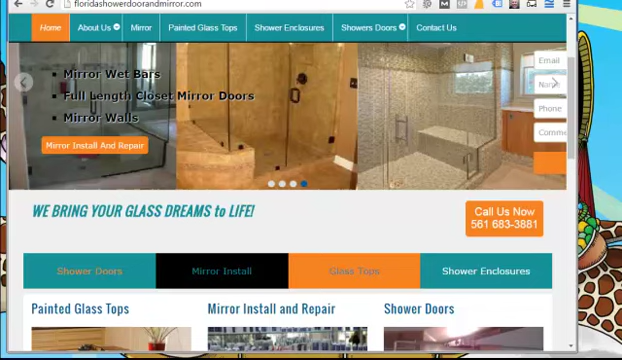 floridashowerdoorandmirror.com
Home
About Us
Mirror
Painted Glass Tops
Shower Enclosures
Showers Doors
Contact Us
Mirror Wet Bars
Full Length Closet Mirror Doors
Mirror Walls
Mirror Install And Repair
Email
Name
Phone
Comme
WE BRING YOUR GLASS DREAMS to LIFE!
Call Us Now
561 683-3881
Shower Doors
Mirror Install
Glass Tops
Shower Enclosures
Painted Glass Tops
Mirror Install and Repair
Shower Doors